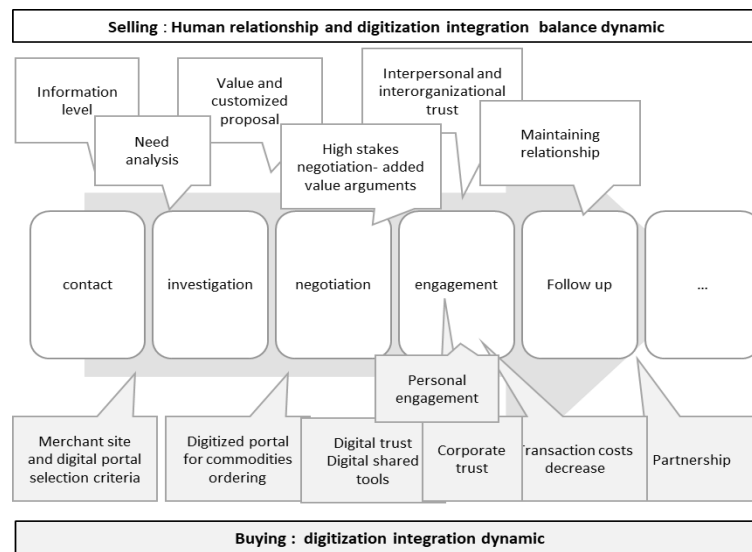 Selling : Human relationship and digitization integration balance dynamic
Information
level
Need
analysis
Value and
customized
proposal
High stakes
negotiation- added
value arguments
Interpersonal and
interorganizational
trust
Maintaining
relationship
contact
investigation
negotiation
engagement
Follow up
...
Personal
engagement
Merchant site
and digital portal
selection criteria
Digitized portal
for commodities
ordering
Digital trust
Digital shared
tools
Corporate
trust
Transaction costs
decrease
Partnership
Buying : digitization integration dynamic